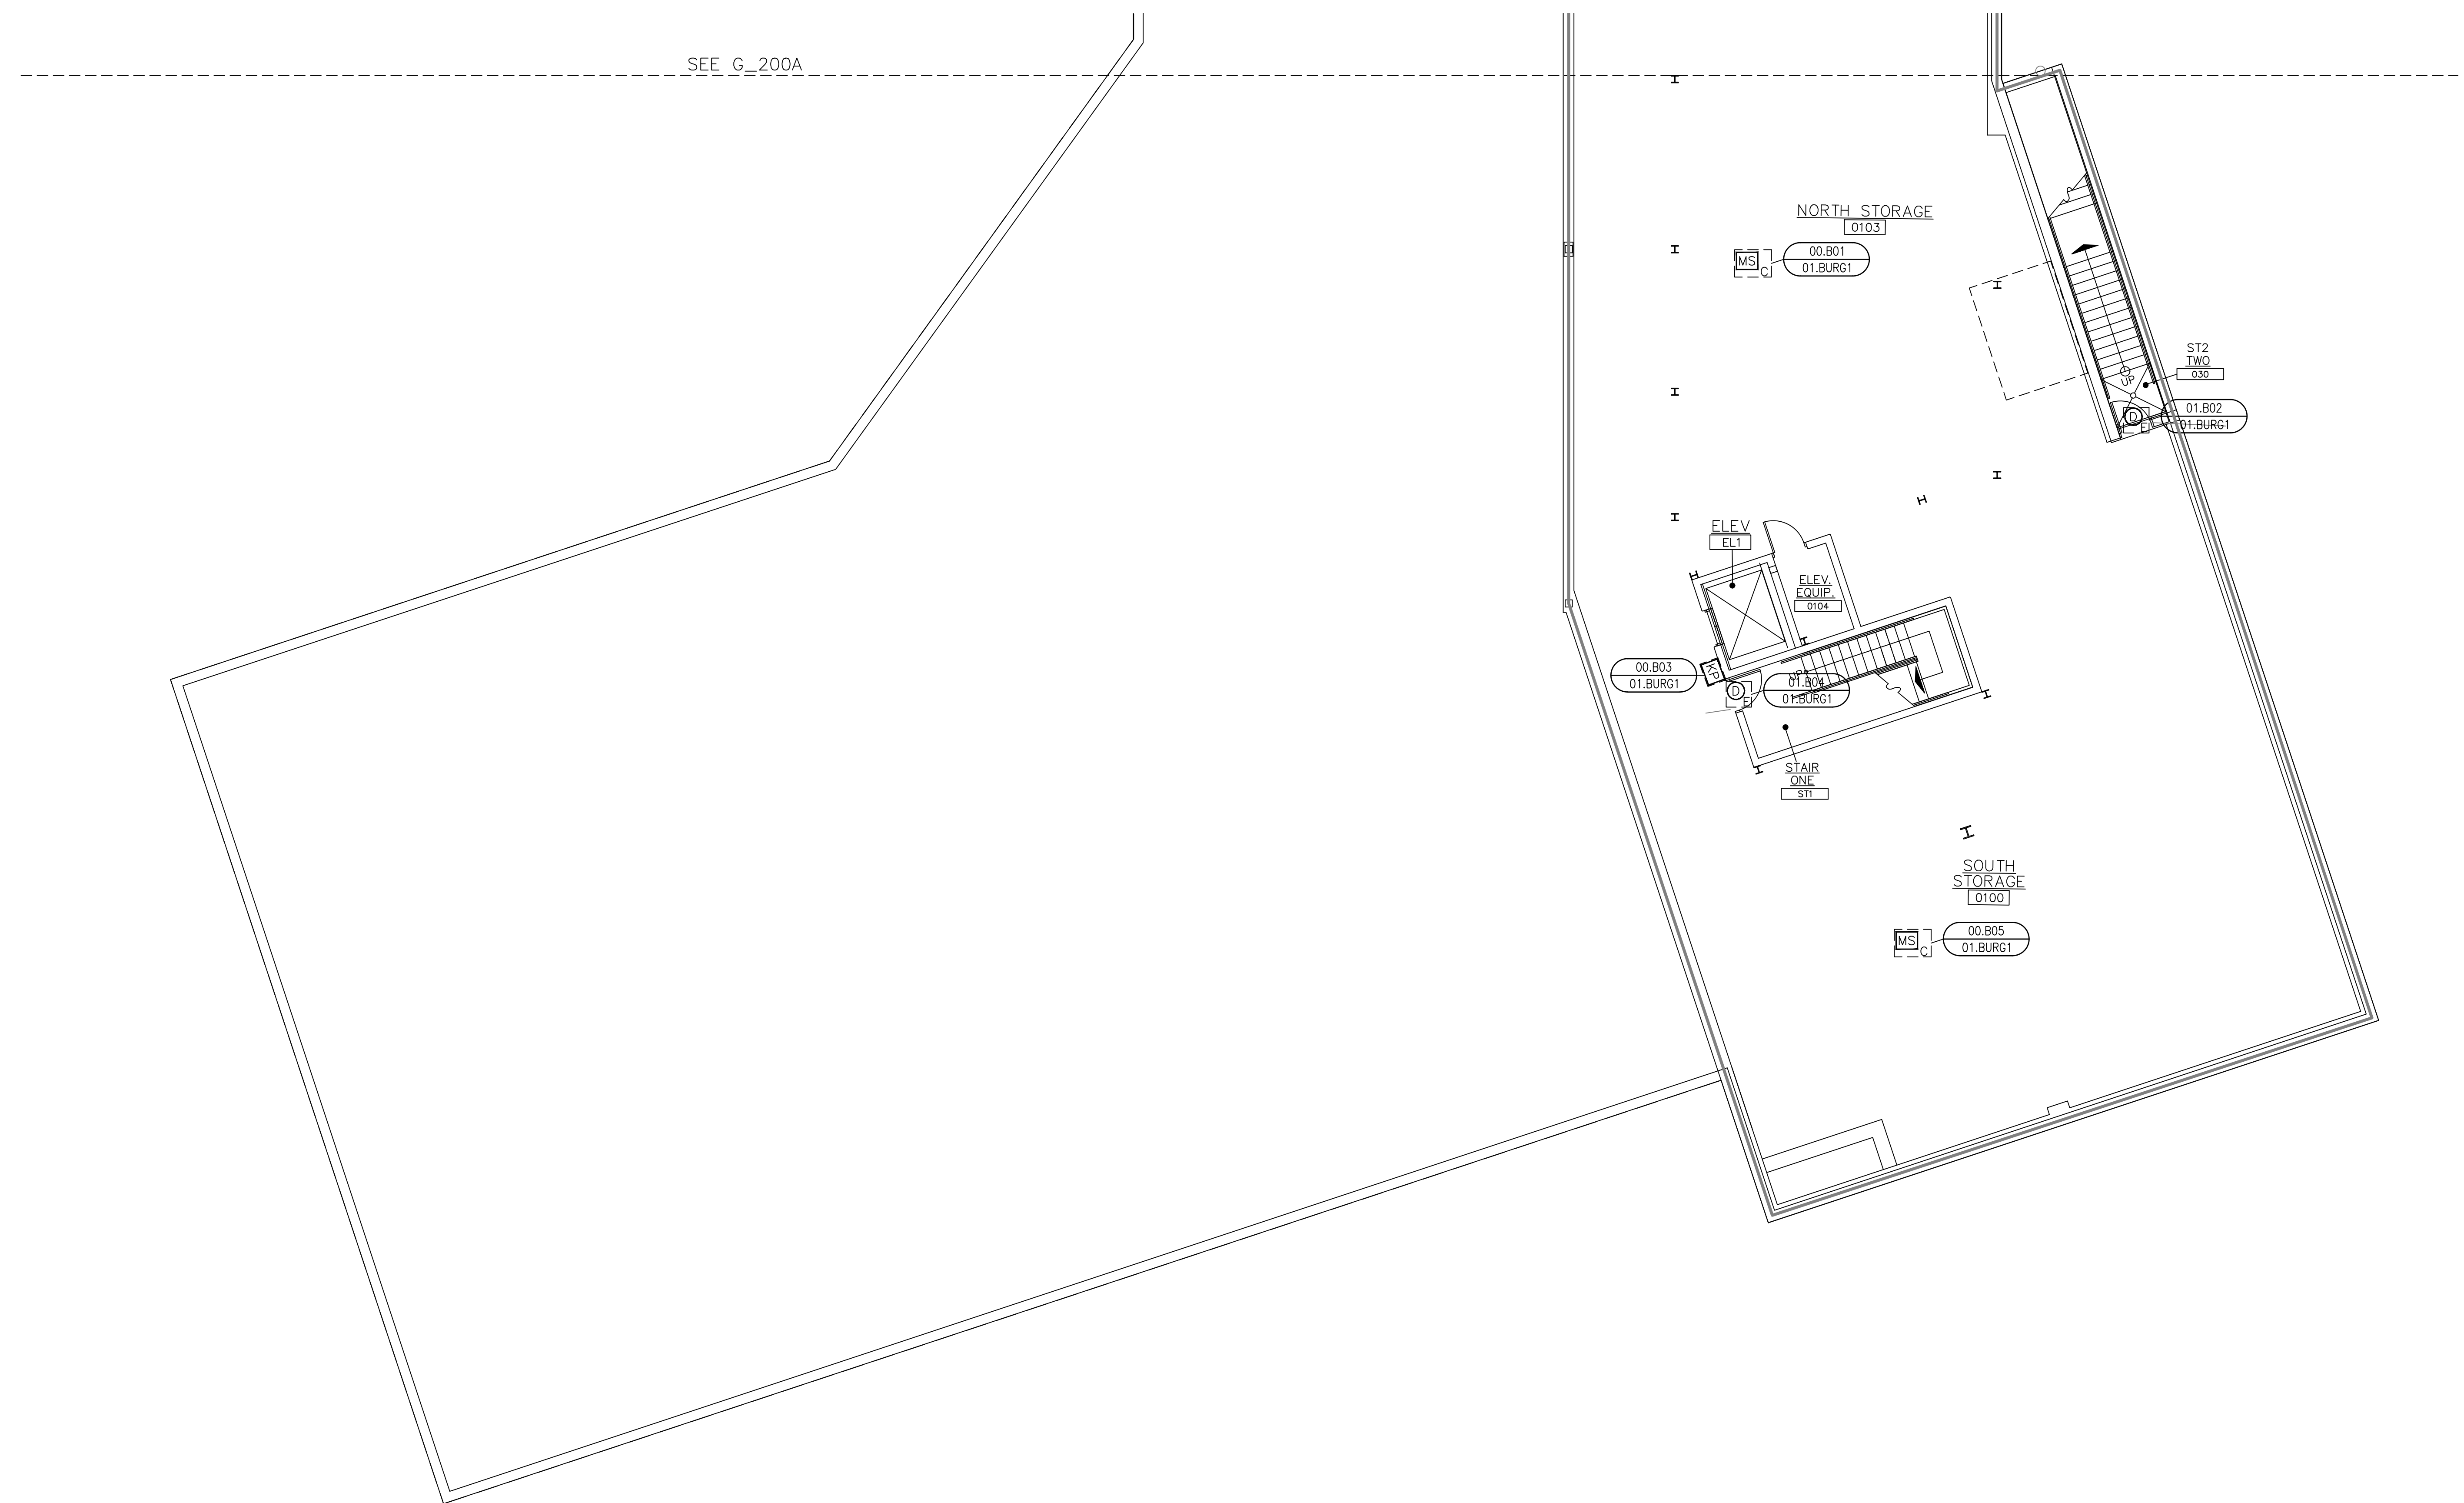 SEE G_200A
NORTH STORAGE
0103
MS
C
00.B01
01.BURG1
ST2
TWO
030
UP
D
E
01.B02
01.BURG1
ELEV
EL1
ELEV.
EQUIP.
0104
00.B03
01.BURG1
KP
D
E
UP
01.B04
01.BURG1
STAIR
ONE
ST1
SOUTH
STORAGE
0100
MS
C
00.B05
01.BURG1